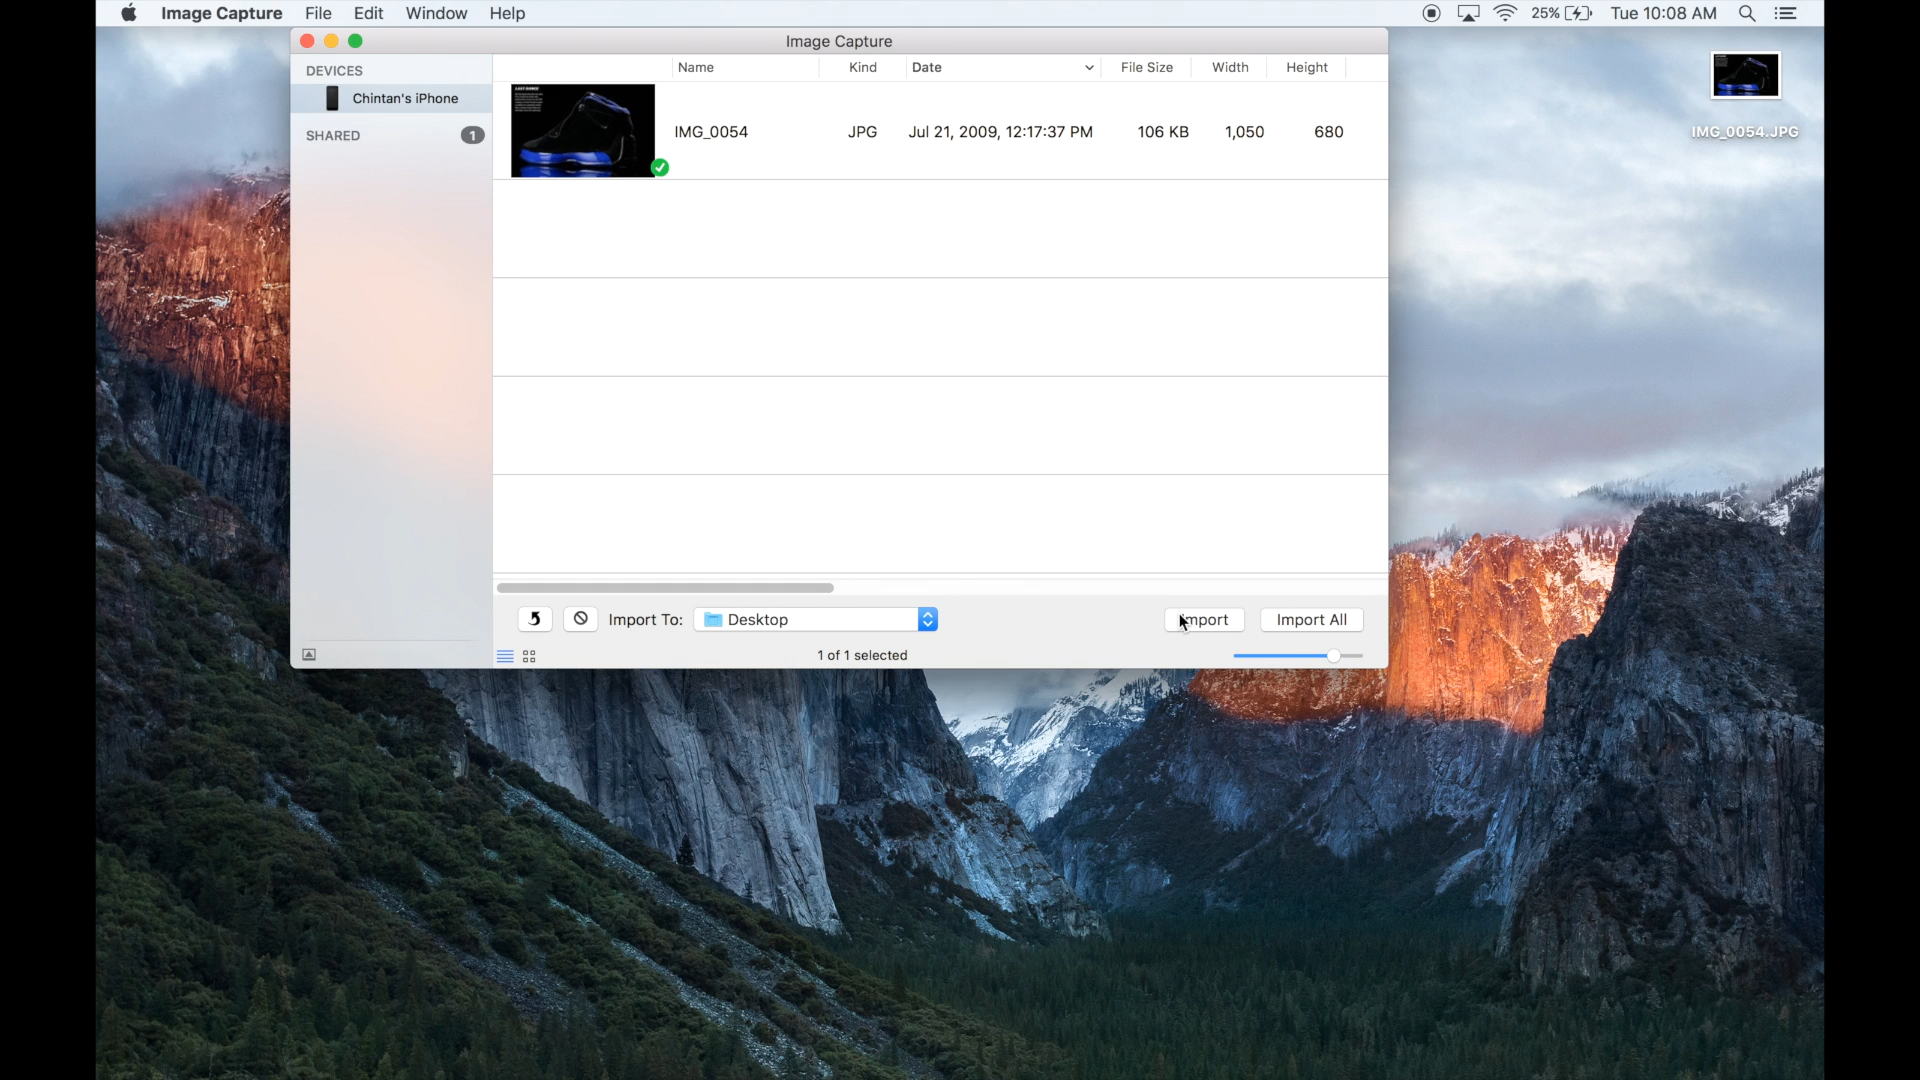 Image Capture File Edit Window Help 25% Tue 10:08 AM
Image Capture
DEVICES
Chintan's iPhone
SHARED 1
Name Kind Date File Size Width Height
IMG_0054 JPG Jul 21, 2009, 12:17:37 PM 106 KB 1,050 680
IMG_0054.JPG
Import To: Desktop Import Import All
1 of 1 selected